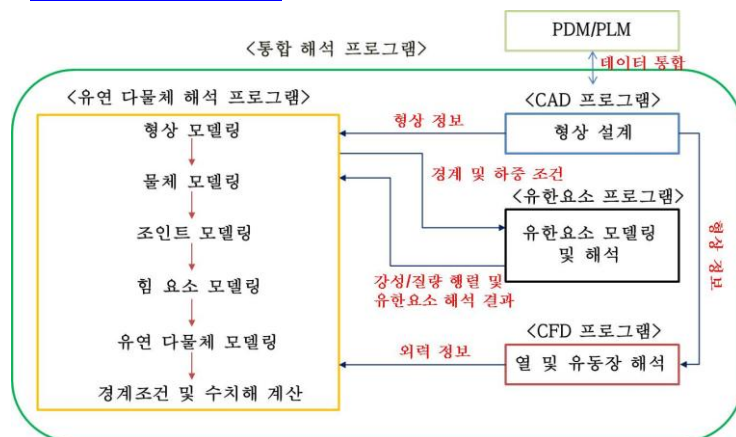 PDM/PLM
<통합 해석 프로그램>
데이터 통합
<유연 다물체 해석 프로그램>
<CAD 프로그램>
형상 모델링
형상 정보
형상 설계
물체 모델링
경계 및 하중 조건
<유한요소 프로그램>
조인트 모델링
유한요소 모델링
및 해석
형상 정보
힘 요소 모델링
강성/질량 행렬 및
유한요소 해석 결과
유연 다물체 모델링
<CFD 프로그램>
외력 정보
열 및 유동장 해석
경계조건 및 수치해 계산